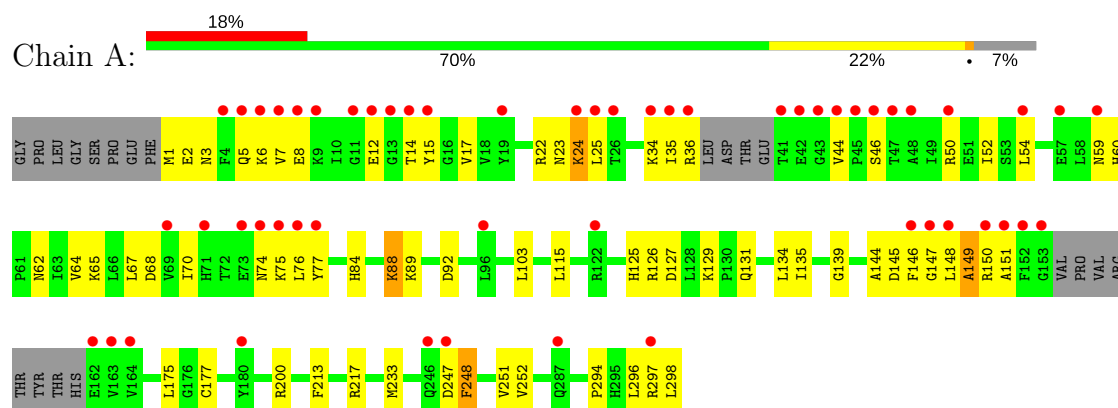 18%
Chain A:
70% 22% • 7%
GLY PRO LEU GLY SER PRO GLU PHE M1 E2 N3 F4 Q5 K6 V7 E8 K9 I10 G11 E12 G13 T14 Y15 G16 V17 V18 Y19 R22 N23 K24 L25 T26 K34 I35 R36 LEU ASP THR GLU T41 E42 G43 V44 P45 S46 T47 A48 I49 R50 E51 I52 S53 L54 E57 L58 N59 H60
P61 N62 I63 V64 K65 L66 L67 D68 V69 I70 H71 T72 E73 N74 K75 L76 Y77 H84 K88 K89 D92 L96 L103 L115 R122 H125 R126 D127 L128 K129 P130 Q131 L134 I135 G139 A144 D145 F146 G147 L148 A149 R150 A151 F152 G153 VAL PRO VAL ARG
THR TYR THR HIS E162 V163 V164 L175 G176 C177 Y180 R200 F213 R217 M233 Q246 D247 F248 V251 V252 Q287 P294 H295 L296 R297 L298